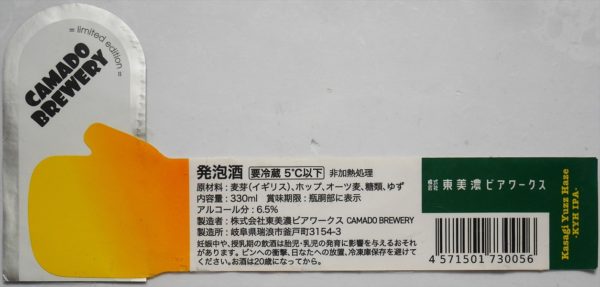 = limited edition =
CAMADO
BREWERY
発泡酒 要冷蔵 5℃以下 非加熱処理
原材料：麦芽（イギリス）、ホップ、オーツ麦、糖類、ゆず
内容量：330ml 賞味期限：瓶胴部に表示
アルコール分：6.5%
製造者：株式会社東美濃ビアワークス CAMADO BREWERY
製造所：岐阜県瑞浪市釜戸町3154-3
妊娠中や、授乳期の飲酒は胎児・乳児の発育に影響を与えるおそれ
があります。ビンへの衝撃、日なたへの放置、冷凍庫保存を避けて
ください。お酒は20歳になってから。
株式会社 東美濃ビアワークス
4 571501 730056
Kasagi Yuzz Haze
-KYH IPA-